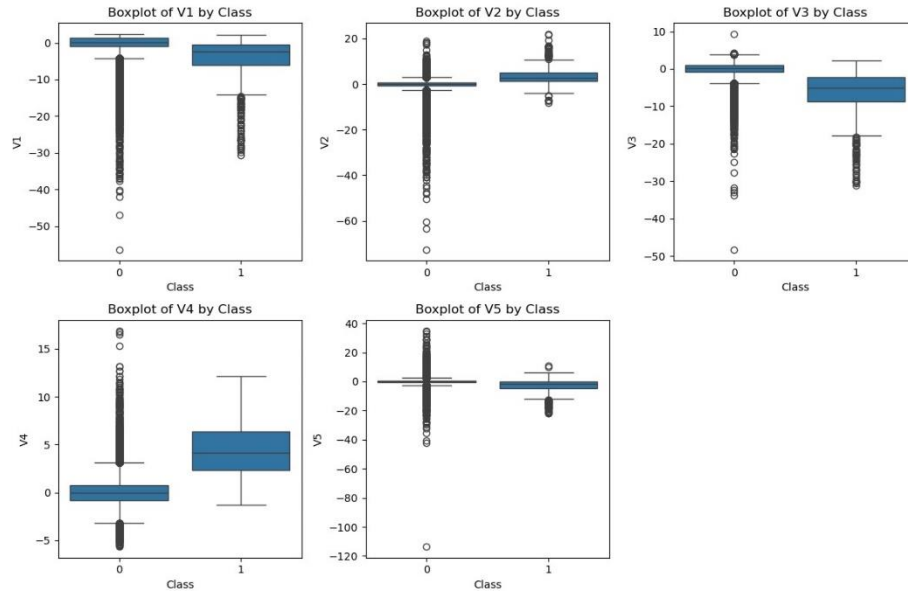 Boxplot of V1 by Class
0
−10
−20
−30
−40
−50
V1
0 1
Class
Boxplot of V2 by Class
20
0
−20
−40
−60
V2
0 1
Class
Boxplot of V3 by Class
10
0
−10
−20
−30
−40
−50
V3
0 1
Class
Boxplot of V4 by Class
15
10
5
0
−5
V4
0 1
Class
Boxplot of V5 by Class
40
20
0
−20
−40
−60
−80
−100
−120
V5
0 1
Class